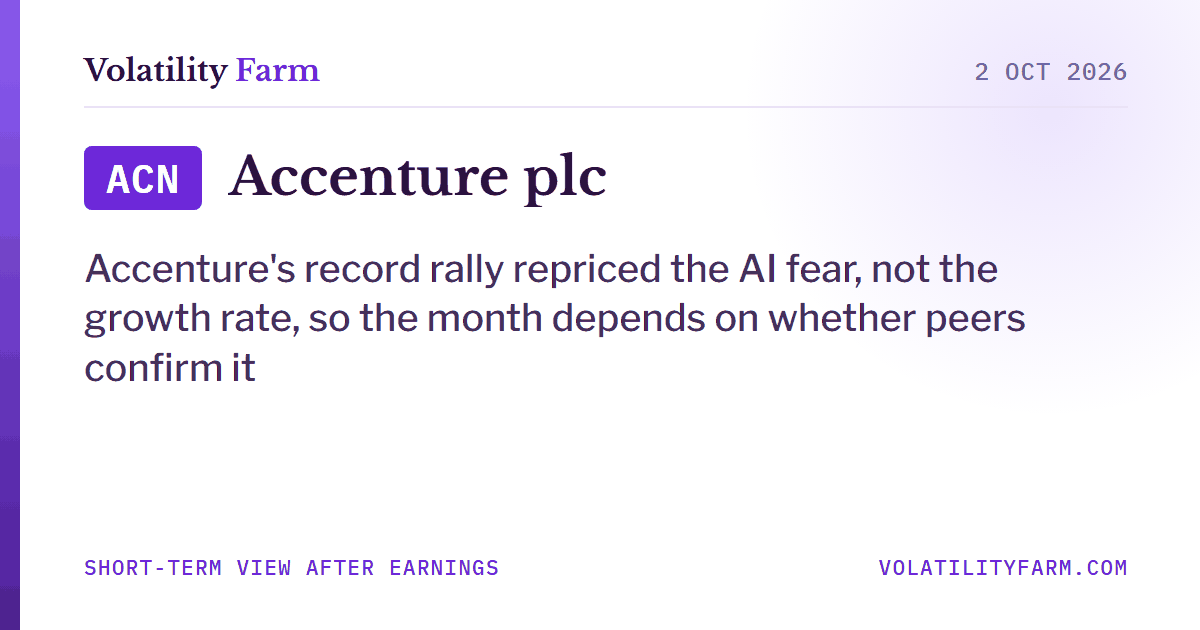 Volatility Farm
2 OCT 2026
ACN Accenture plc
Accenture's record rally repriced the AI fear, not the
growth rate, so the month depends on whether peers
confirm it
SHORT-TERM VIEW AFTER EARNINGS
VOLATILITYFARM.COM